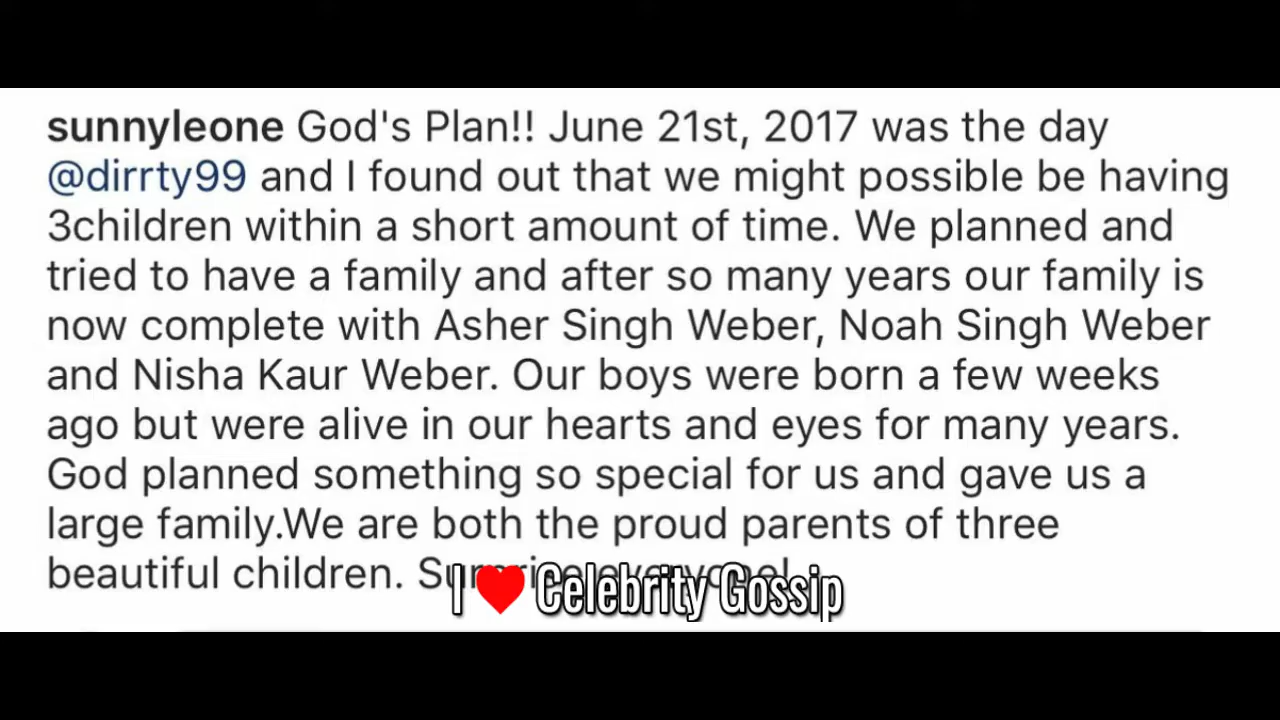 sunnyleone God's Plan!! June 21st, 2017 was the day
@dirrty99 and I found out that we might possible be having
3children within a short amount of time. We planned and
tried to have a family and after so many years our family is
now complete with Asher Singh Weber, Noah Singh Weber
and Nisha Kaur Weber. Our boys were born a few weeks
ago but were alive in our hearts and eyes for many years.
God planned something so special for us and gave us a
large family.We are both the proud parents of three
beautiful children. Surprise everyone!
I ❤ Celebrity Gossip